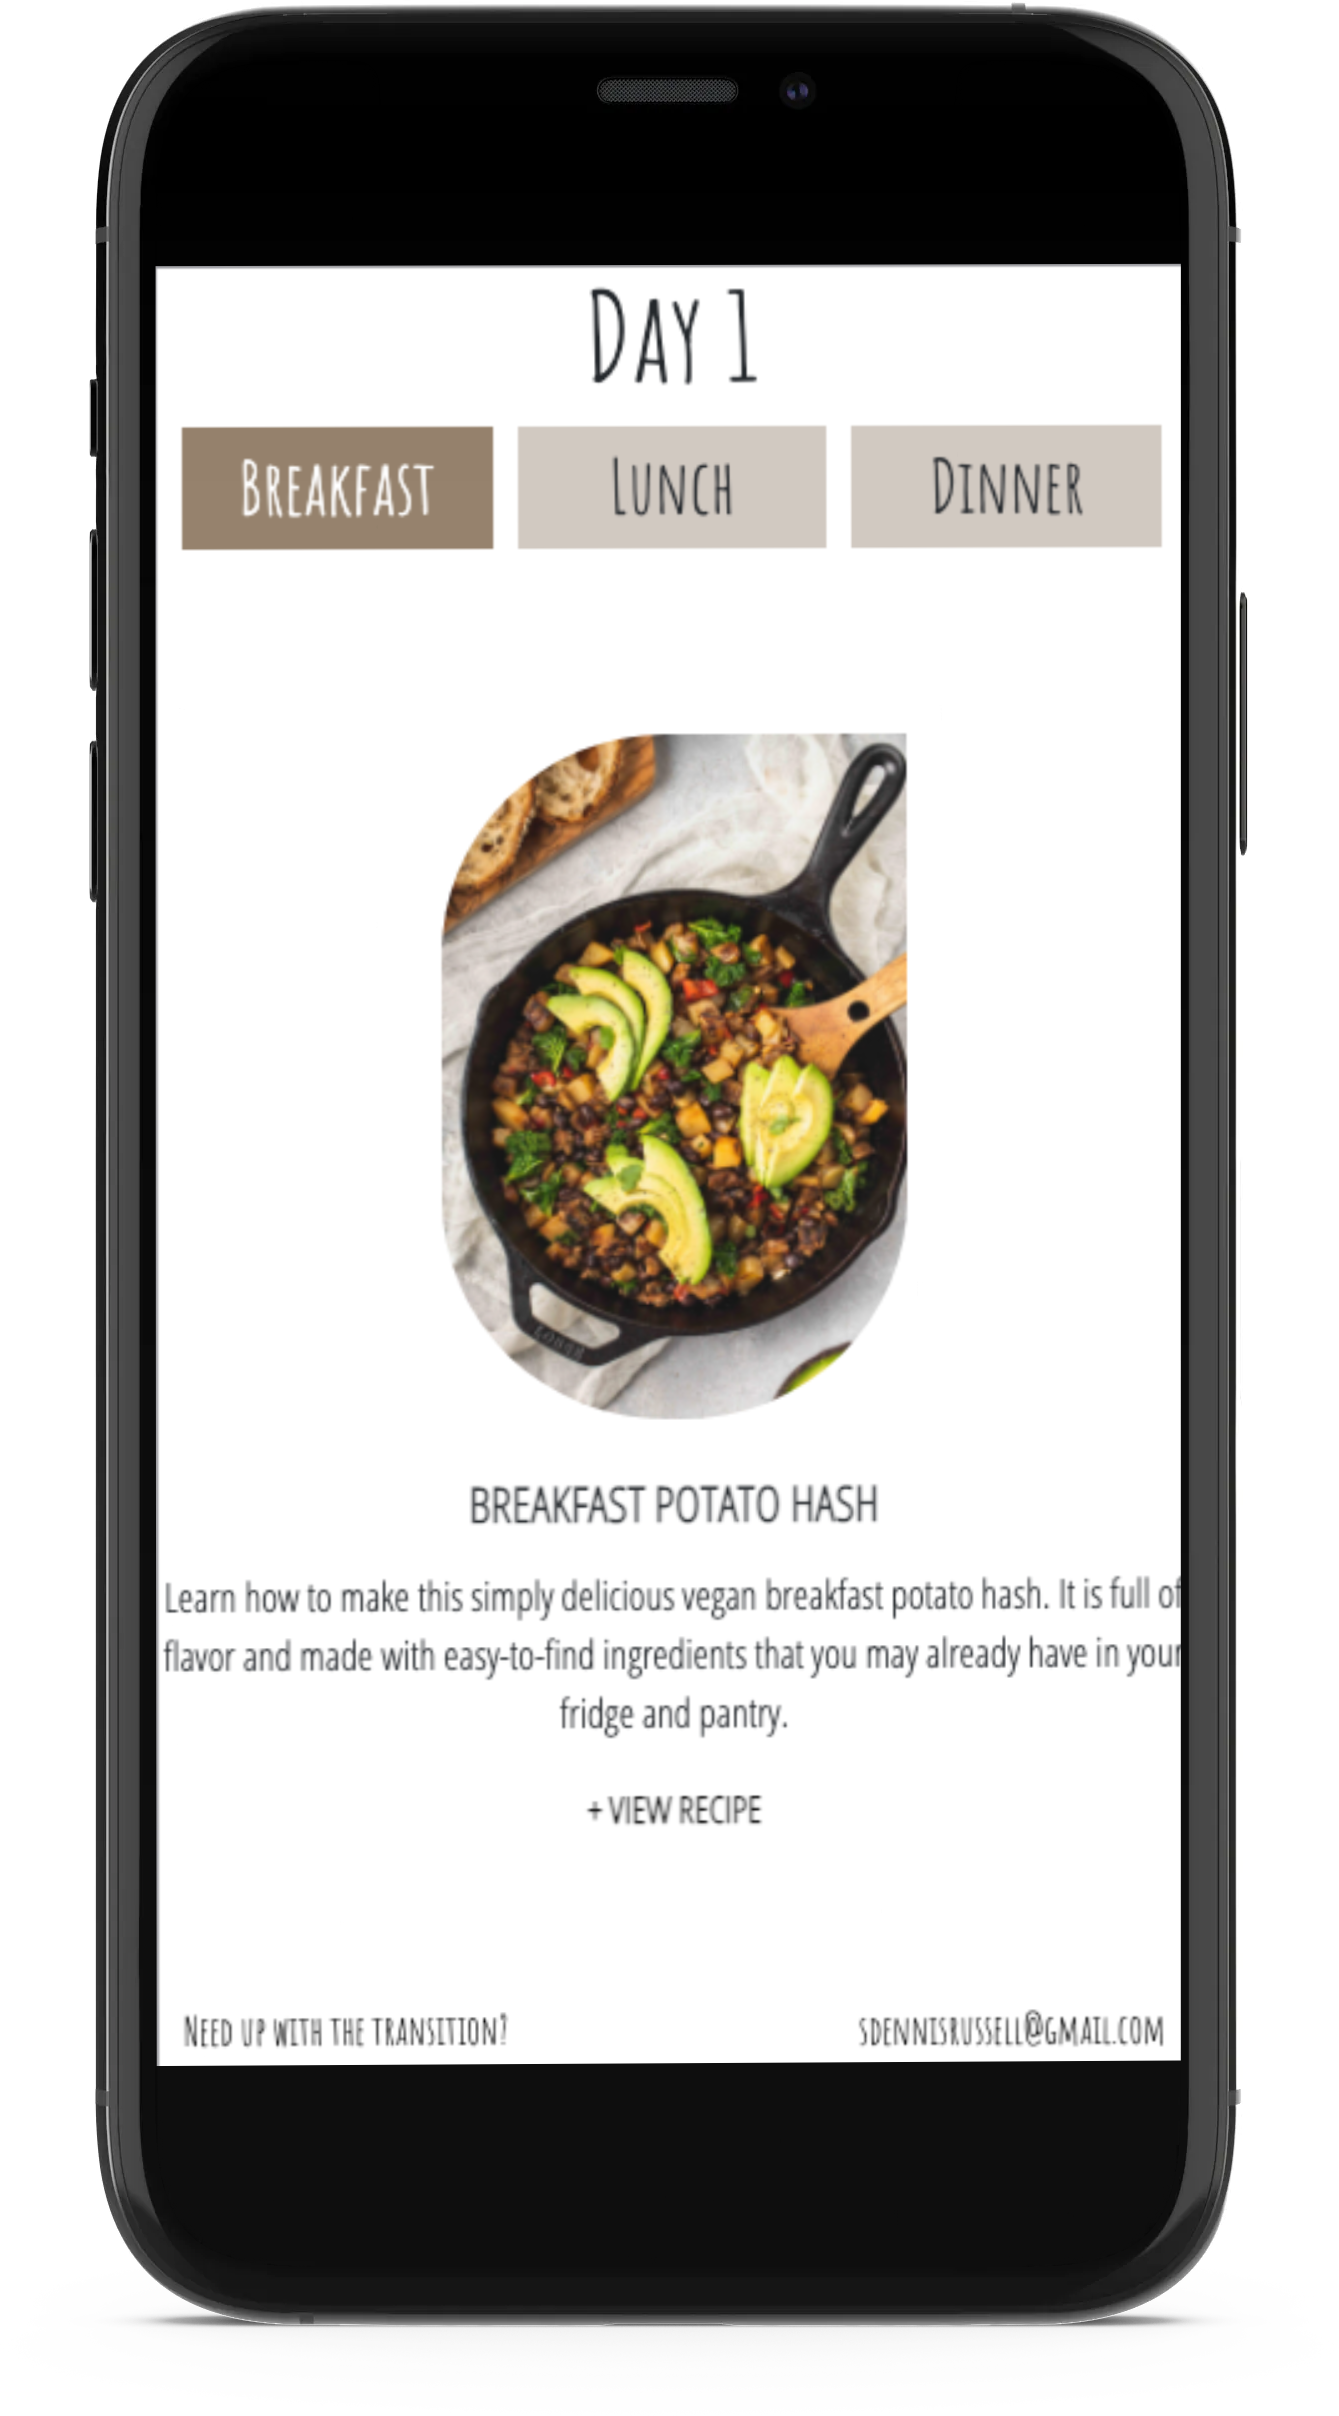 Day 1
Breakfast
Lunch
Dinner
BREAKFAST POTATO HASH
Learn how to make this simply delicious vegan breakfast potato hash. It is full of
flavor and made with easy-to-find ingredients that you may already have in your
fridge and pantry.
+ VIEW RECIPE
Need up with the transition?
sdennisrussell@gmail.com